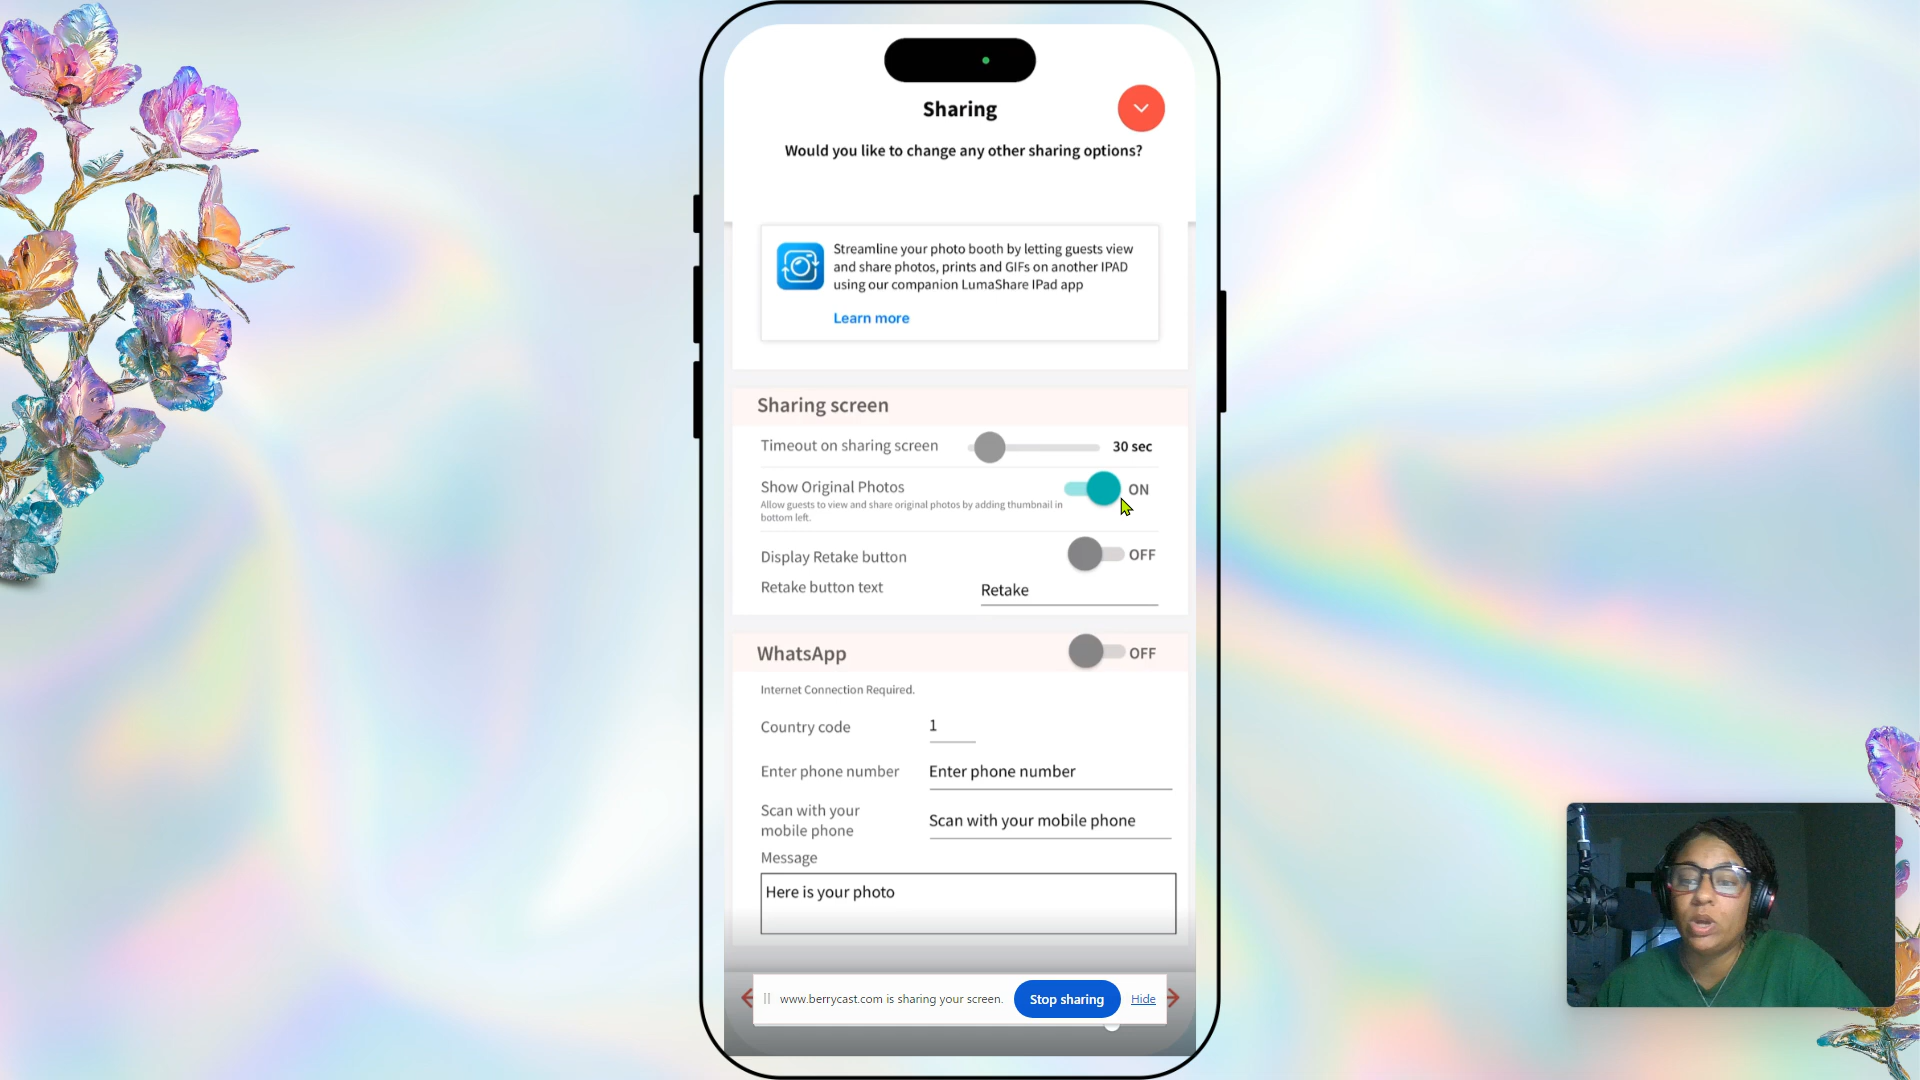 Sharing
Would you like to change any other sharing options?
Streamline your photo booth by letting guests view
and share photos, prints and GIFs on another IPAD
using our companion LumaShare IPad app
Learn more
Sharing screen
Timeout on sharing screen 30 sec
Show Original Photos ON
Allow guests to view and share original photos by adding thumbnail in
bottom left.
Display Retake button OFF
Retake button text Retake
WhatsApp OFF
Internet Connection Required.
Country code 1
Enter phone number Enter phone number
Scan with your
mobile phone Scan with your mobile phone
Message
Here is your photo
www.berrycast.com is sharing your screen. Stop sharing Hide